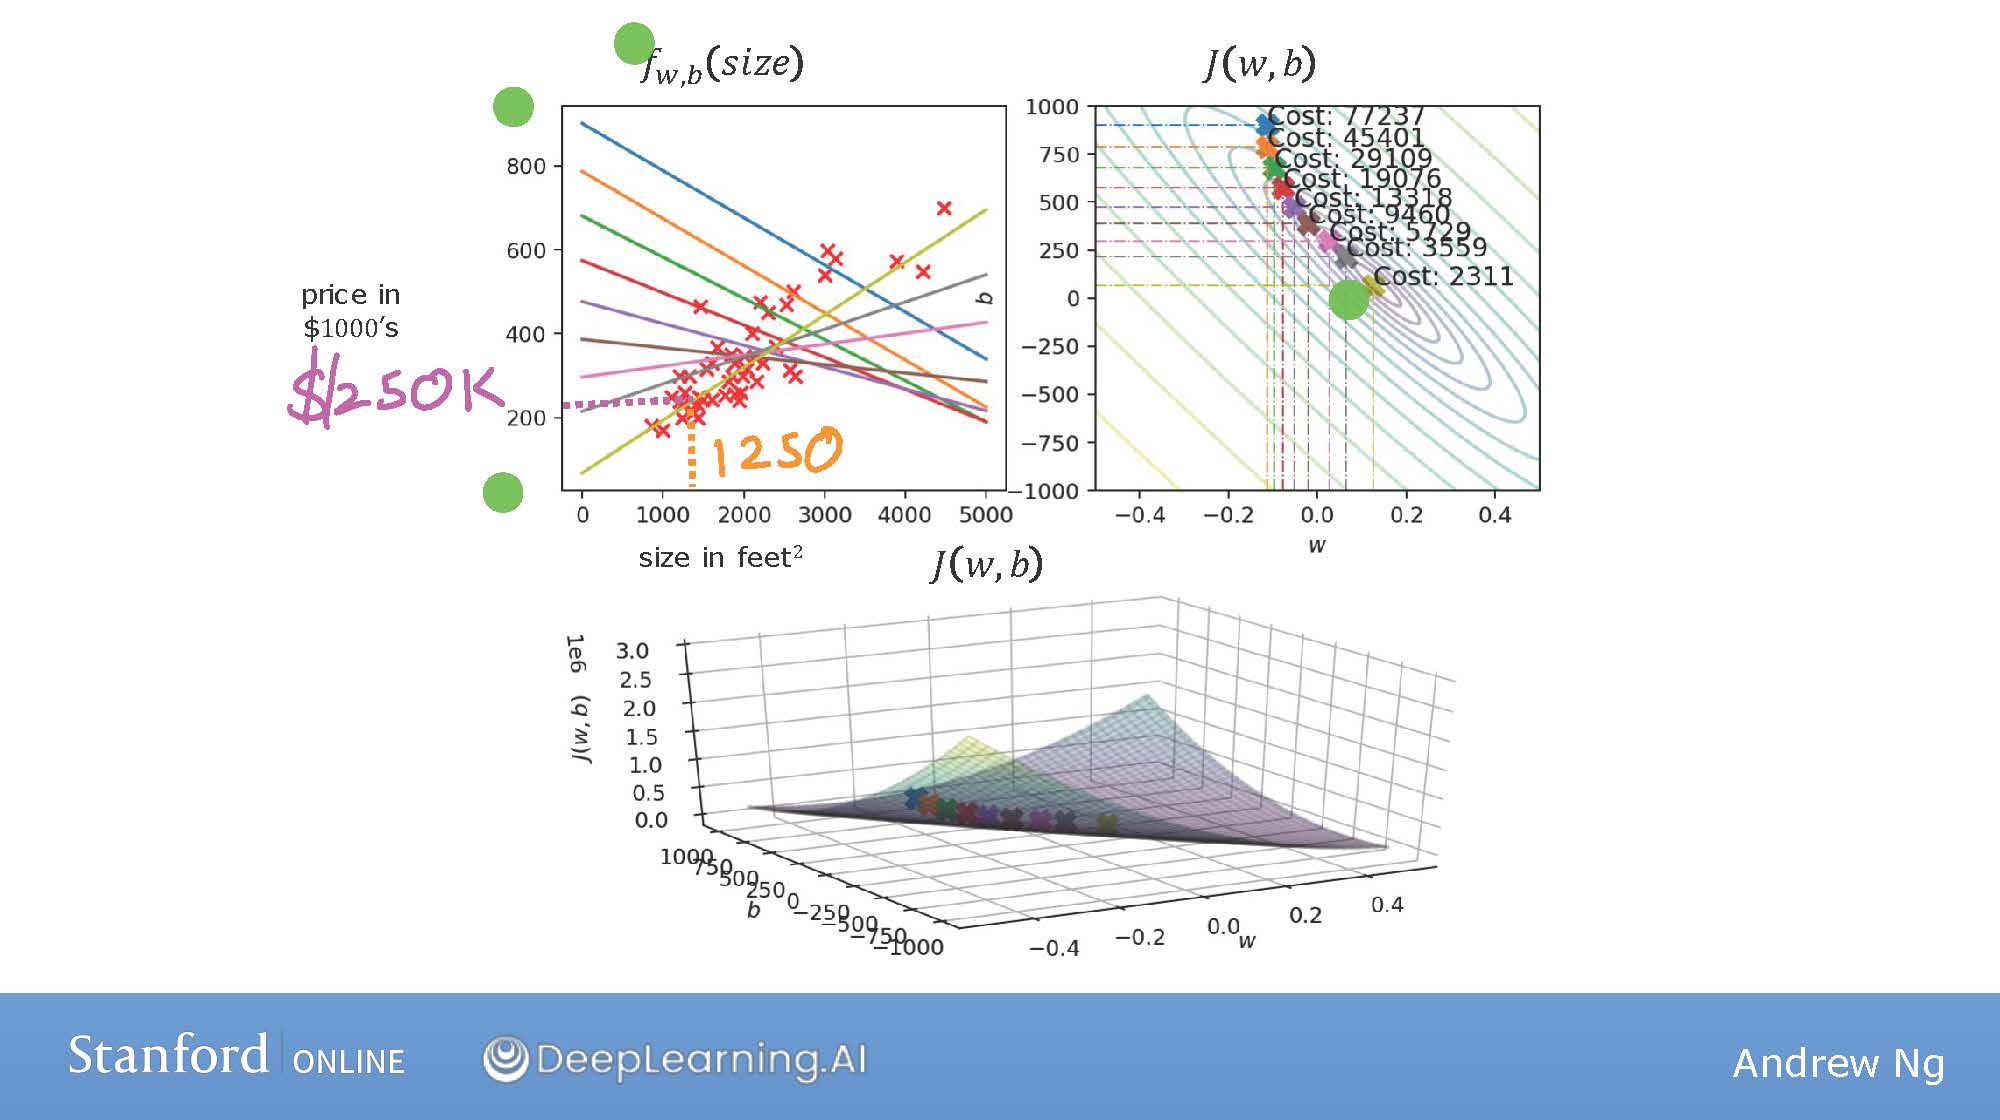 f_{w,b}(size)
J(w, b)
price in
$1000's
$250K
800
600
400
200
1250
0 1000 2000 3000 4000 5000
size in feet²
1000
750
500
250
0
−250
−500
−750
−1000
b
Cost: 77237
Cost: 45401
Cost: 29109
Cost: 19076
Cost: 13318
Cost: 9460
Cost: 5729
Cost: 3559
Cost: 2311
−0.4 −0.2 0.0 0.2 0.4
w
J(w, b)
1e6
J(w, b)
3.0
2.5
2.0
1.5
1.0
0.5
0.0
1000
750
500
250
0
−250
−500
−750
−1000
b
−0.4 −0.2 0.0 0.2 0.4
w
Stanford ONLINE DeepLearning.AI Andrew Ng